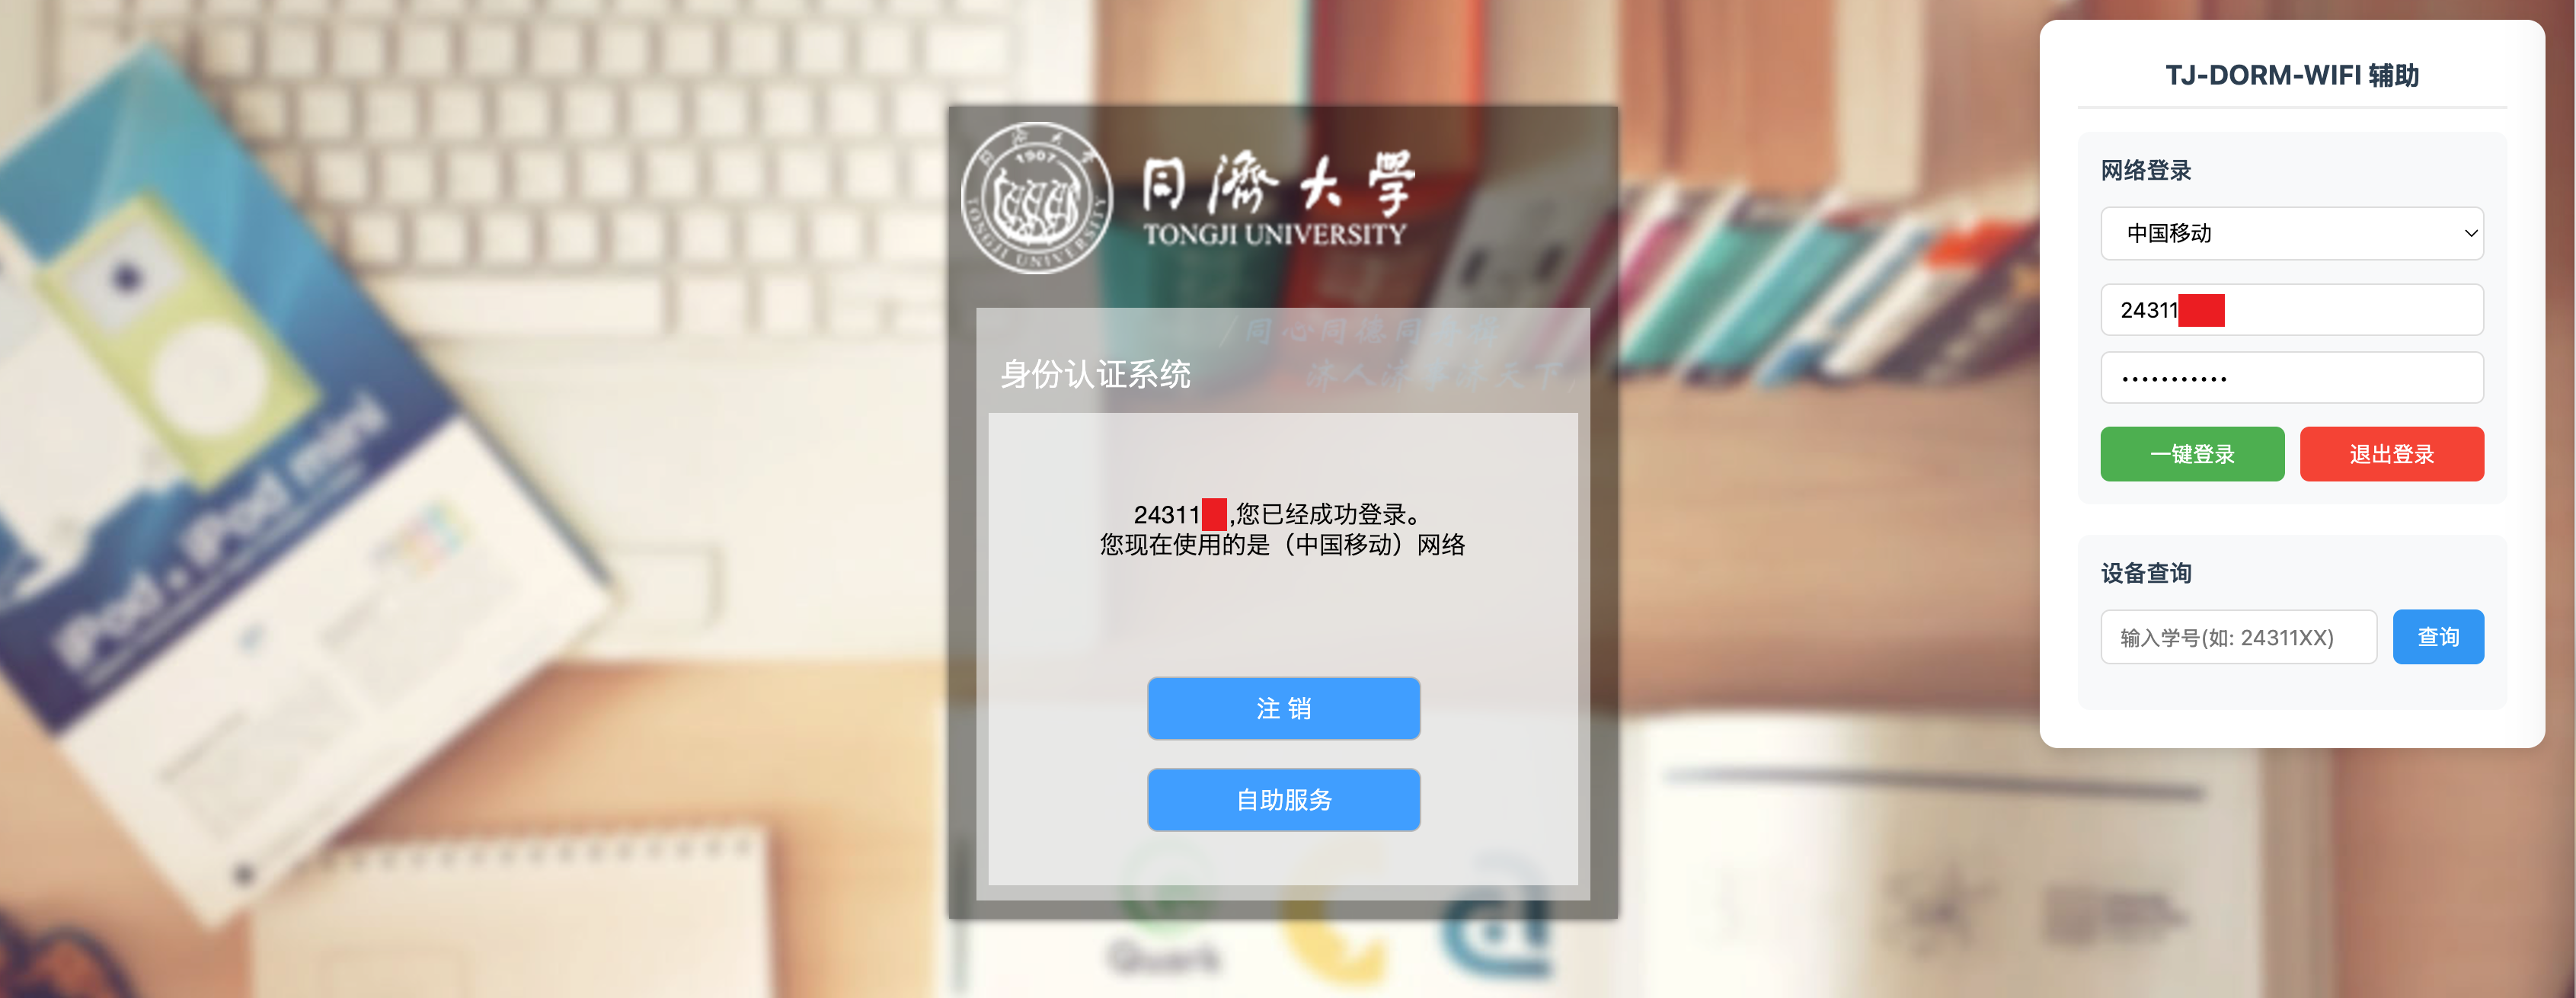 同濟大學
TONGJI UNIVERSITY
1907
TONGJI UNIVERSITY
同心同德同
济人济事济天下
身份认证系统
24311
,您已经成功登录。
您现在使用的是（中国移动）网络
注 销
自助服务
iPod + iPod mini
Quark
TJ-DORM-WIFI 辅助
网络登录
中国移动
24311
•••••••••••
一键登录
退出登录
设备查询
输入学号(如: 24311XX)
查询